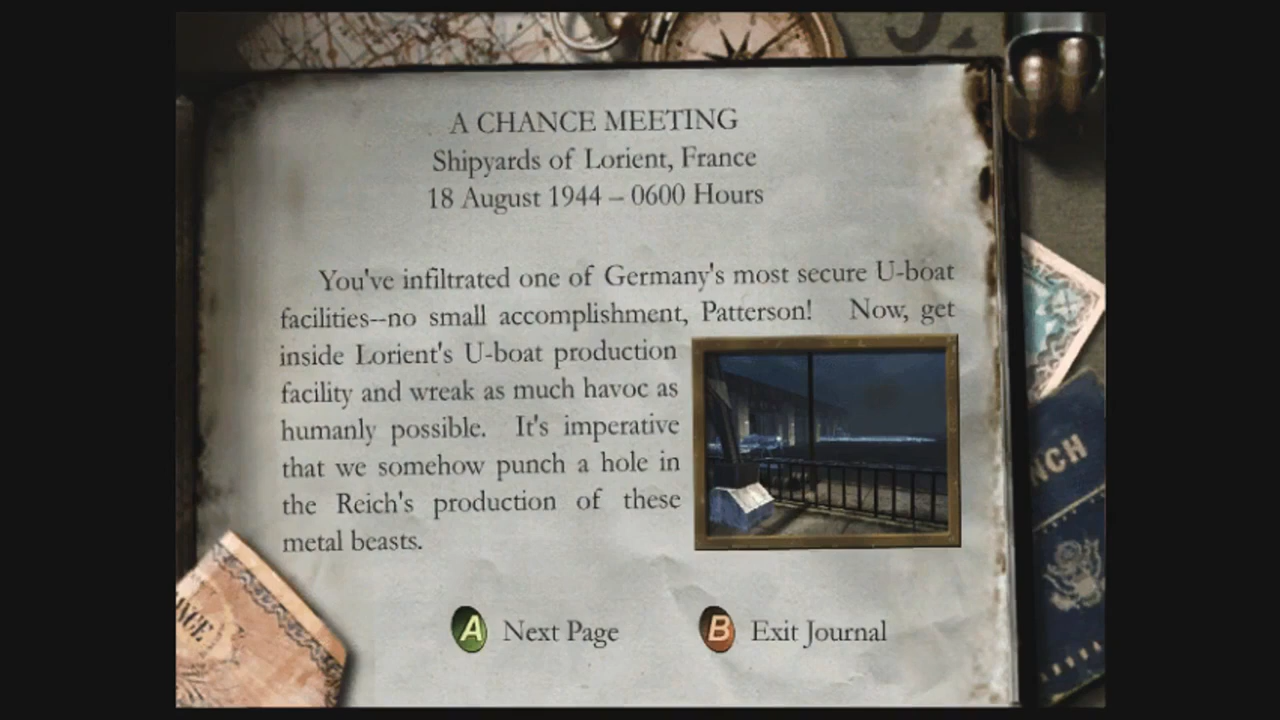 A CHANCE MEETING
Shipyards of Lorient, France
18 August 1944 – 0600 Hours
You've infiltrated one of Germany's most secure U-boat
facilities--no small accomplishment, Patterson! Now, get
inside Lorient's U-boat production
facility and wreak as much havoc as
humanly possible. It's imperative
that we somehow punch a hole in
the Reich's production of these
metal beasts.
A Next Page
B Exit Journal